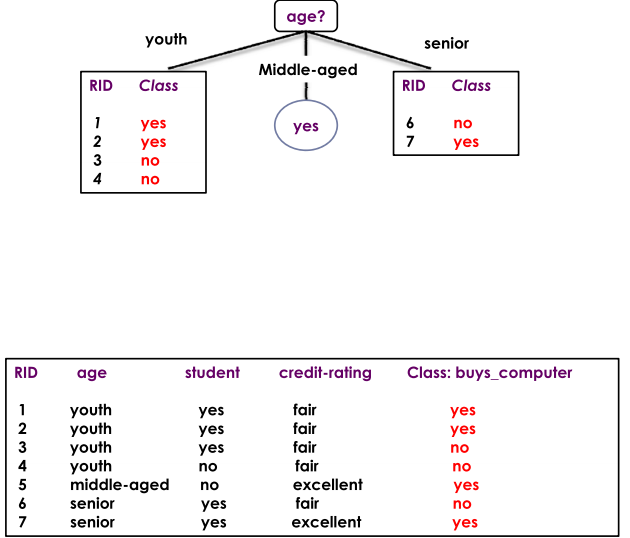 age?
youth
senior
Middle-aged
RID Class
1 yes
2 yes
3 no
4 no
yes
RID Class
6 no
7 yes
RID age student credit-rating Class: buys_computer
1 youth yes fair yes
2 youth yes fair yes
3 youth yes fair no
4 youth no fair no
5 middle-aged no excellent yes
6 senior yes fair no
7 senior yes excellent yes